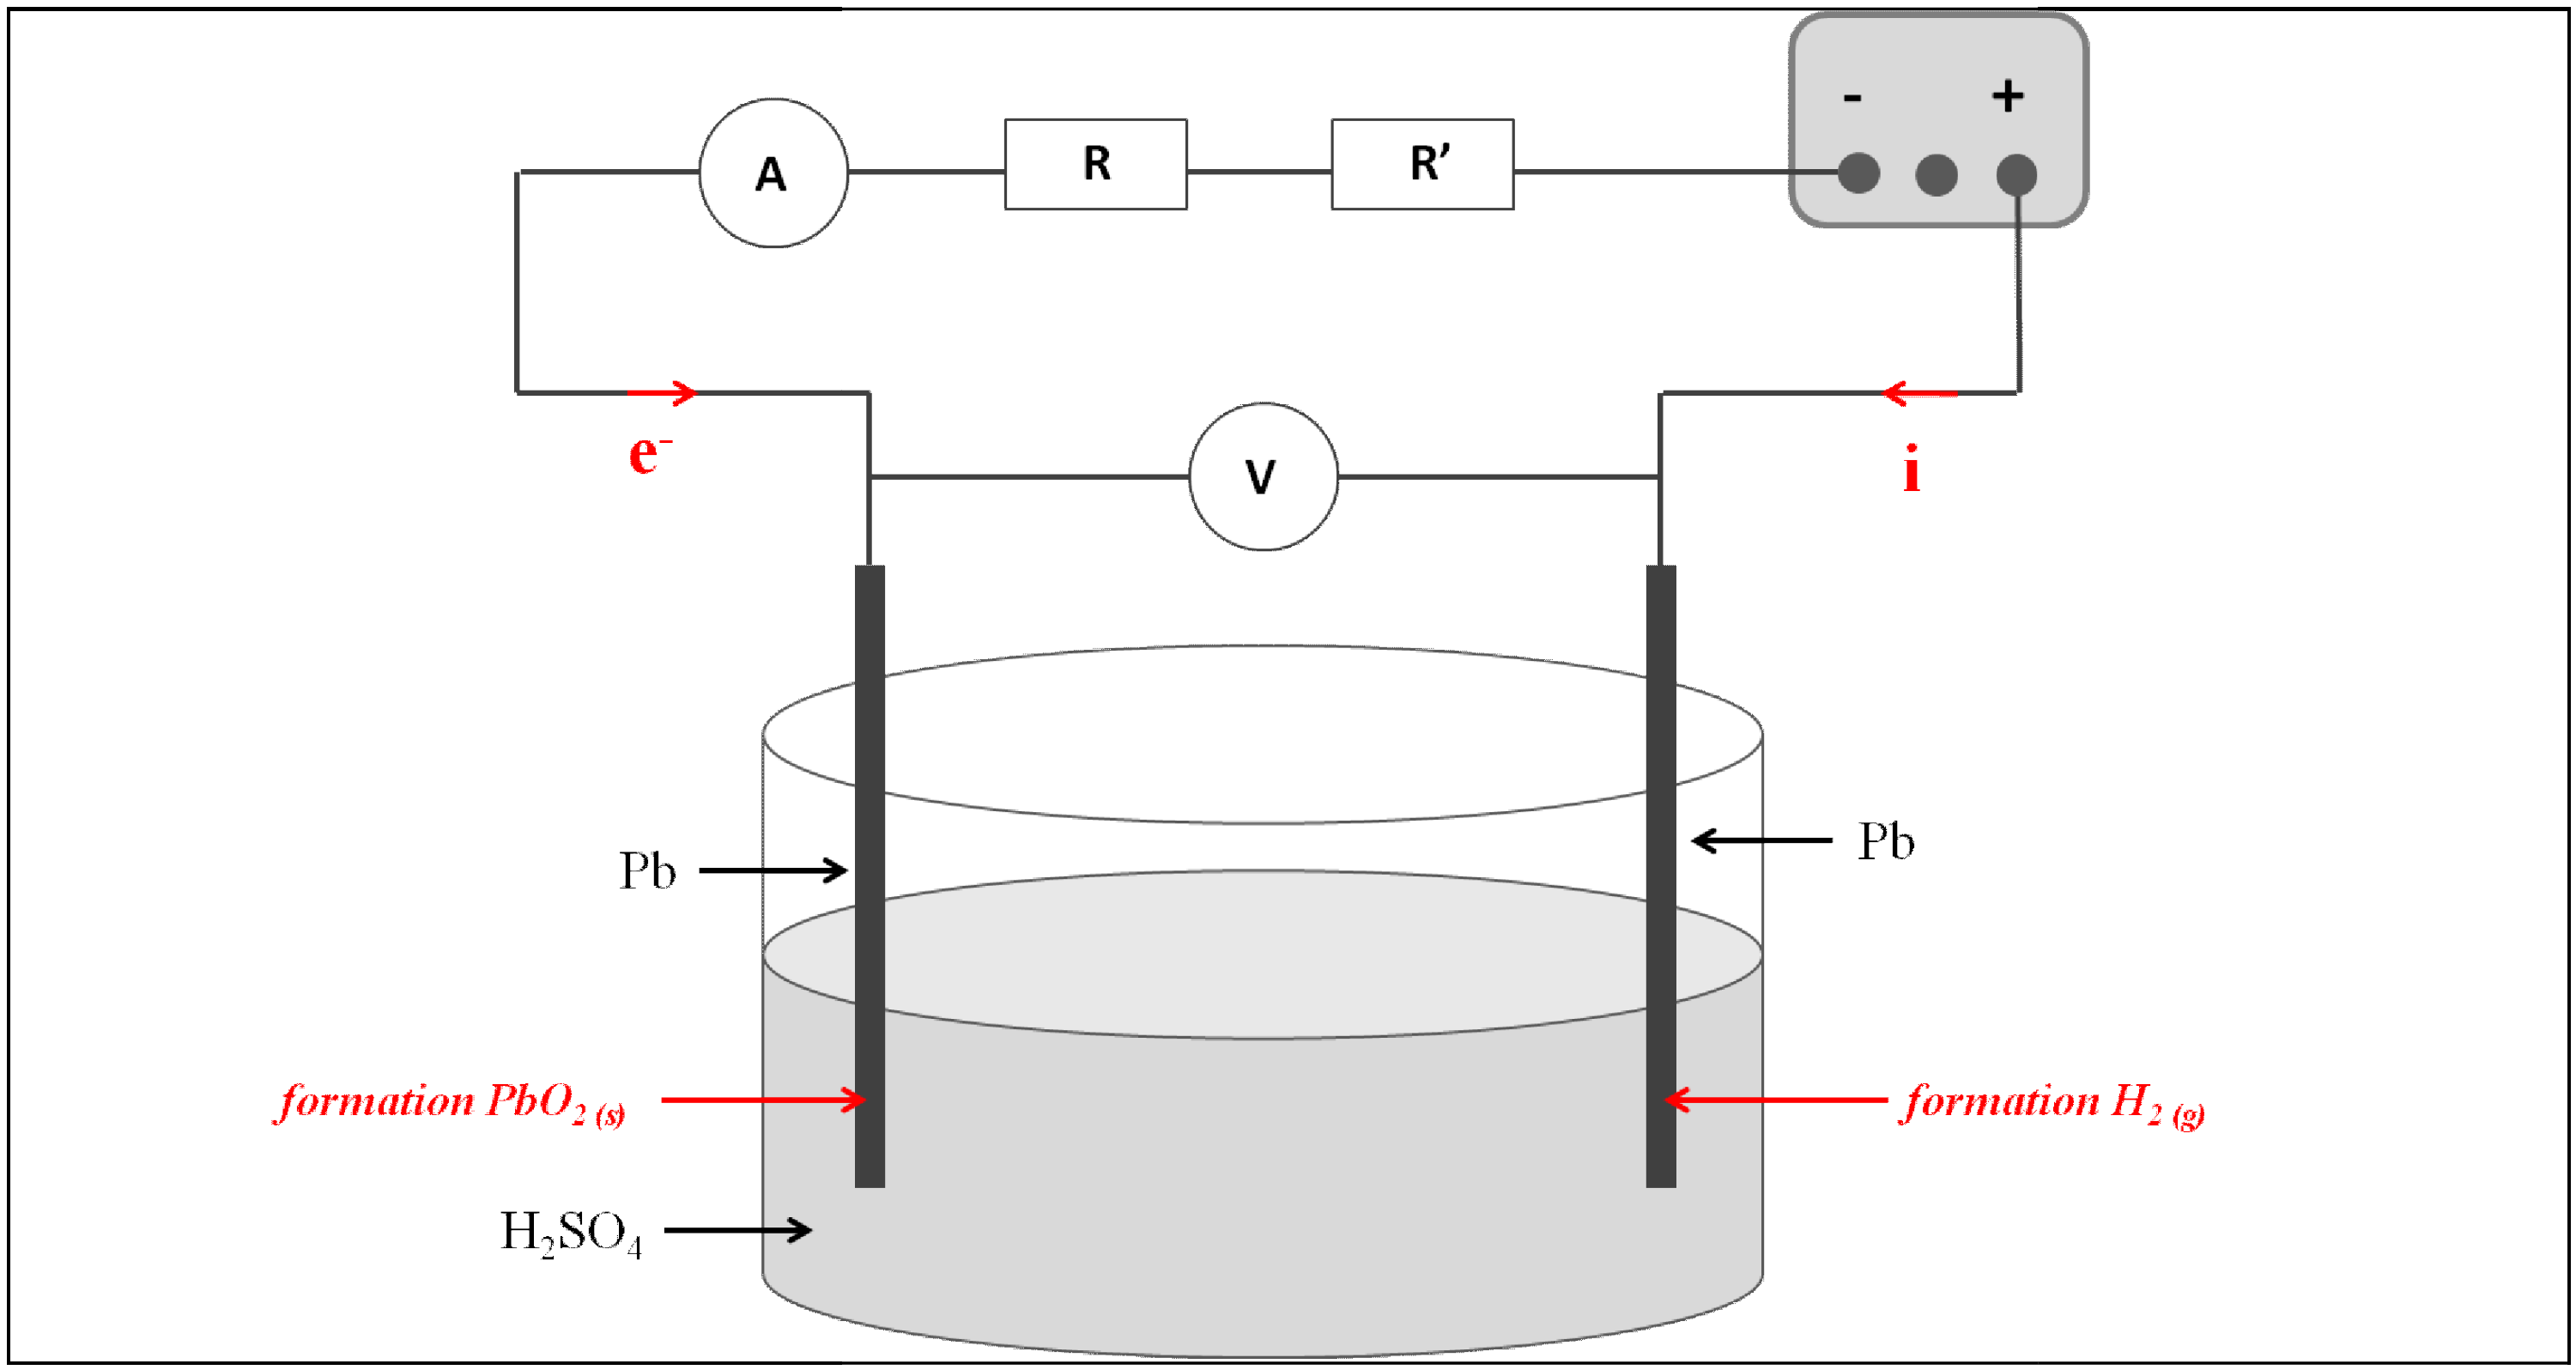 - +
A R R’
e⁻ i
V
Pb Pb
formation PbO₂ ₍s₎ formation H₂ ₍g₎
H₂SO₄